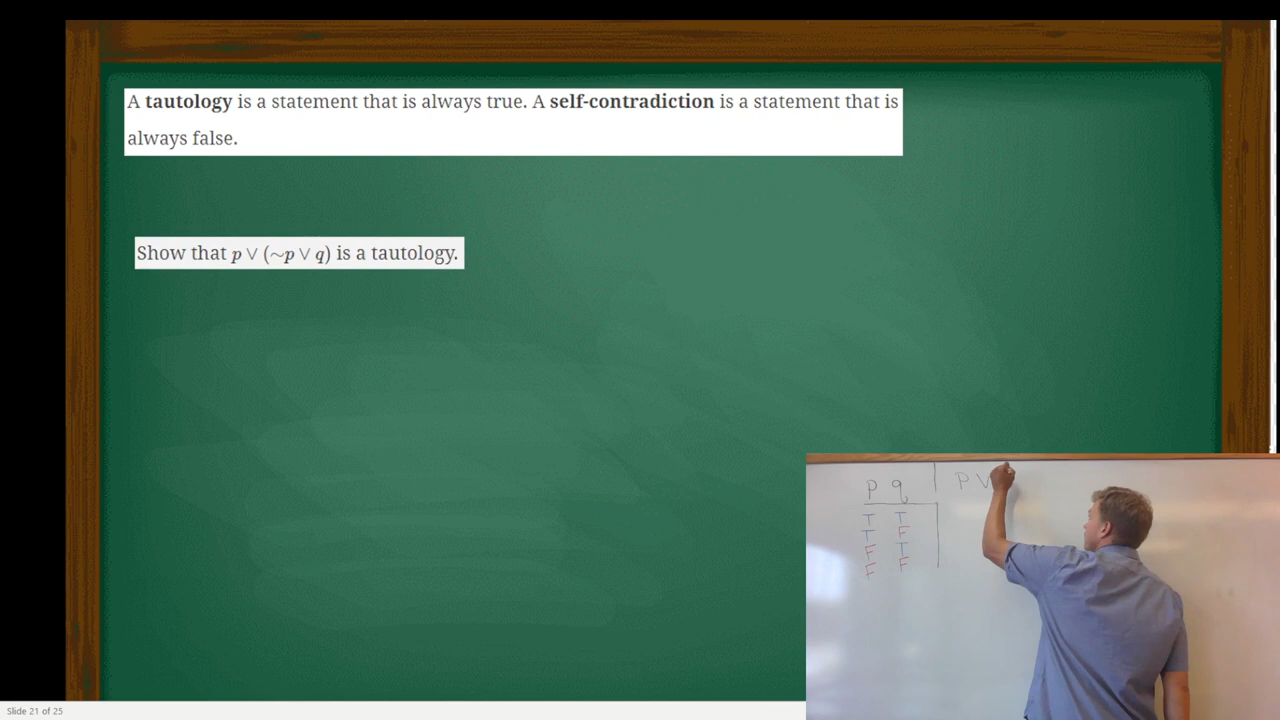 A tautology is a statement that is always true. A self-contradiction is a statement that is
always false.
Show that p ∨ (~p ∨ q) is a tautology.
p q p ∨
T T
T F
F T
F F
Slide 21 of 25